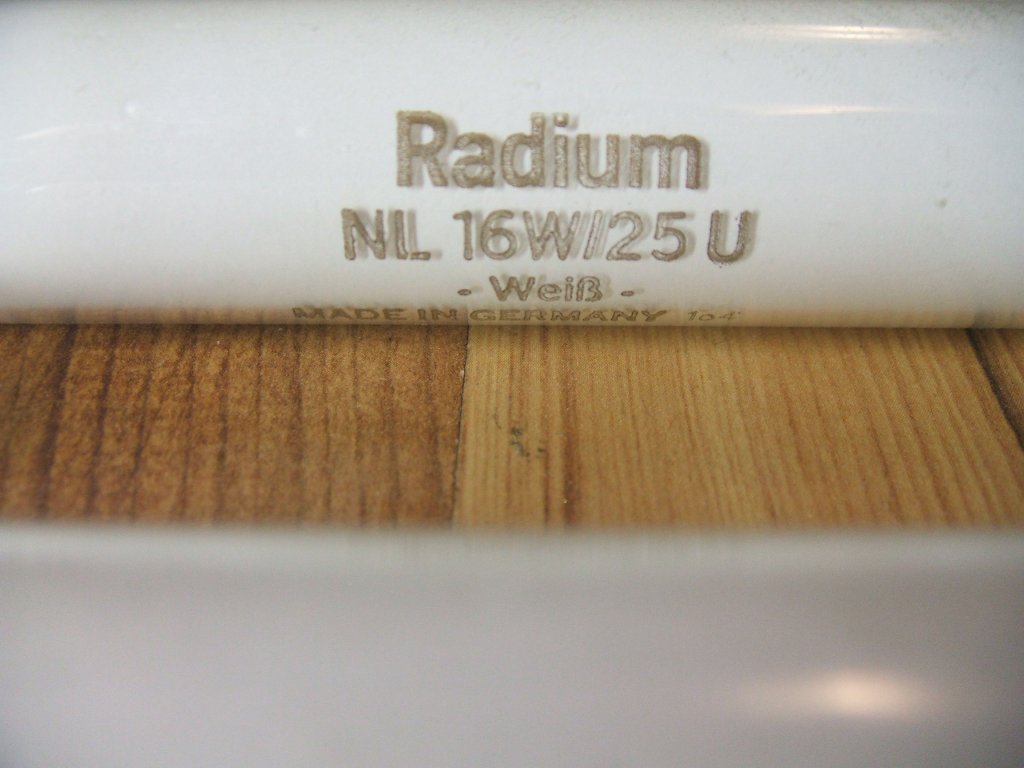 Radium
NL 16W/25 U
- Weiß -
MADE IN GERMANY